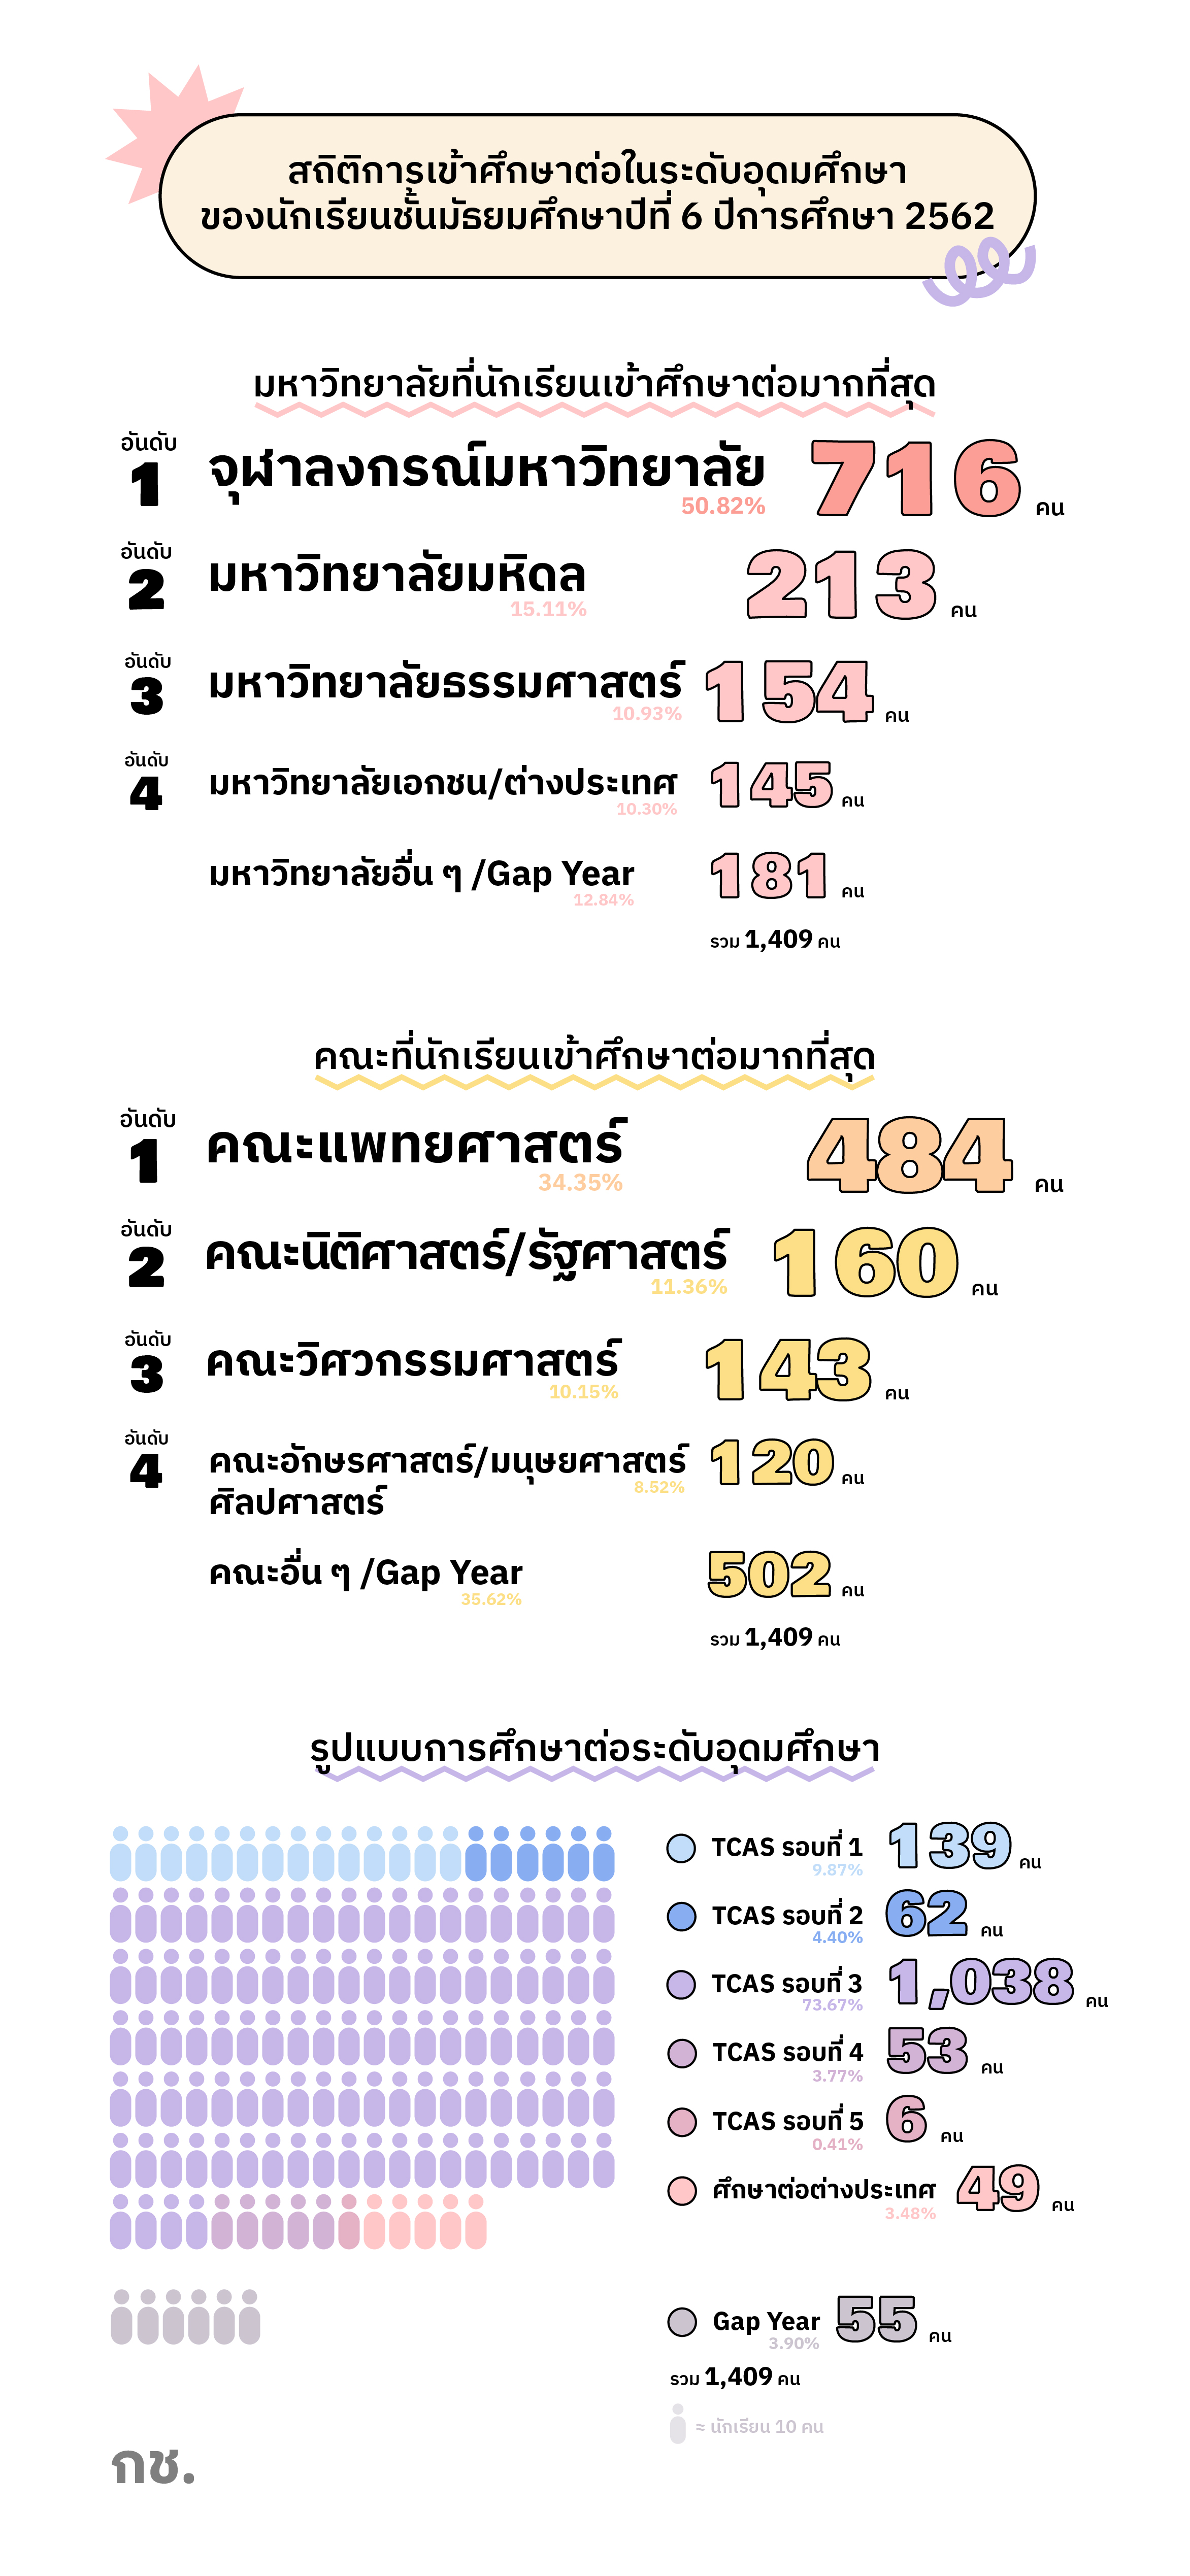 สถิติการเข้าศึกษาต่อในระดับอุดมศึกษา
ของนักเรียนชั้นมัธยมศึกษาปีที่ 6 ปีการศึกษา 2562
มหาวิทยาลัยที่นักเรียนเข้าศึกษาต่อมากที่สุด
อันดับ
1 จุฬาลงกรณ์มหาวิทยาลัย 716 คน
50.82%
อันดับ
2 มหาวิทยาลัยมหิดล 213 คน
15.11%
อันดับ
3 มหาวิทยาลัยธรรมศาสตร์ 154 คน
10.93%
อันดับ
4 มหาวิทยาลัยเอกชน/ต่างประเทศ 145 คน
10.30%
มหาวิทยาลัยอื่น ๆ /Gap Year 181 คน
12.84%
รวม 1,409 คน
คณะที่นักเรียนเข้าศึกษาต่อมากที่สุด
อันดับ
1 คณะแพทยศาสตร์ 484 คน
34.35%
อันดับ
2 คณะนิติศาสตร์/รัฐศาสตร์ 160 คน
11.36%
อันดับ
3 คณะวิศวกรรมศาสตร์ 143 คน
10.15%
อันดับ
4 คณะอักษรศาสตร์/มนุษยศาสตร์ 120 คน
8.52%
ศิลปศาสตร์
คณะอื่น ๆ /Gap Year 502 คน
35.62%
รวม 1,409 คน
รูปแบบการศึกษาต่อระดับอุดมศึกษา
TCAS รอบที่ 1 139 คน
9.87%
TCAS รอบที่ 2 62 คน
4.40%
TCAS รอบที่ 3 1,038 คน
73.67%
TCAS รอบที่ 4 53 คน
3.77%
TCAS รอบที่ 5 6 คน
0.41%
ศึกษาต่อต่างประเทศ 49 คน
3.48%
Gap Year 55 คน
3.90%
รวม 1,409 คน
≈ นักเรียน 10 คน
กช.